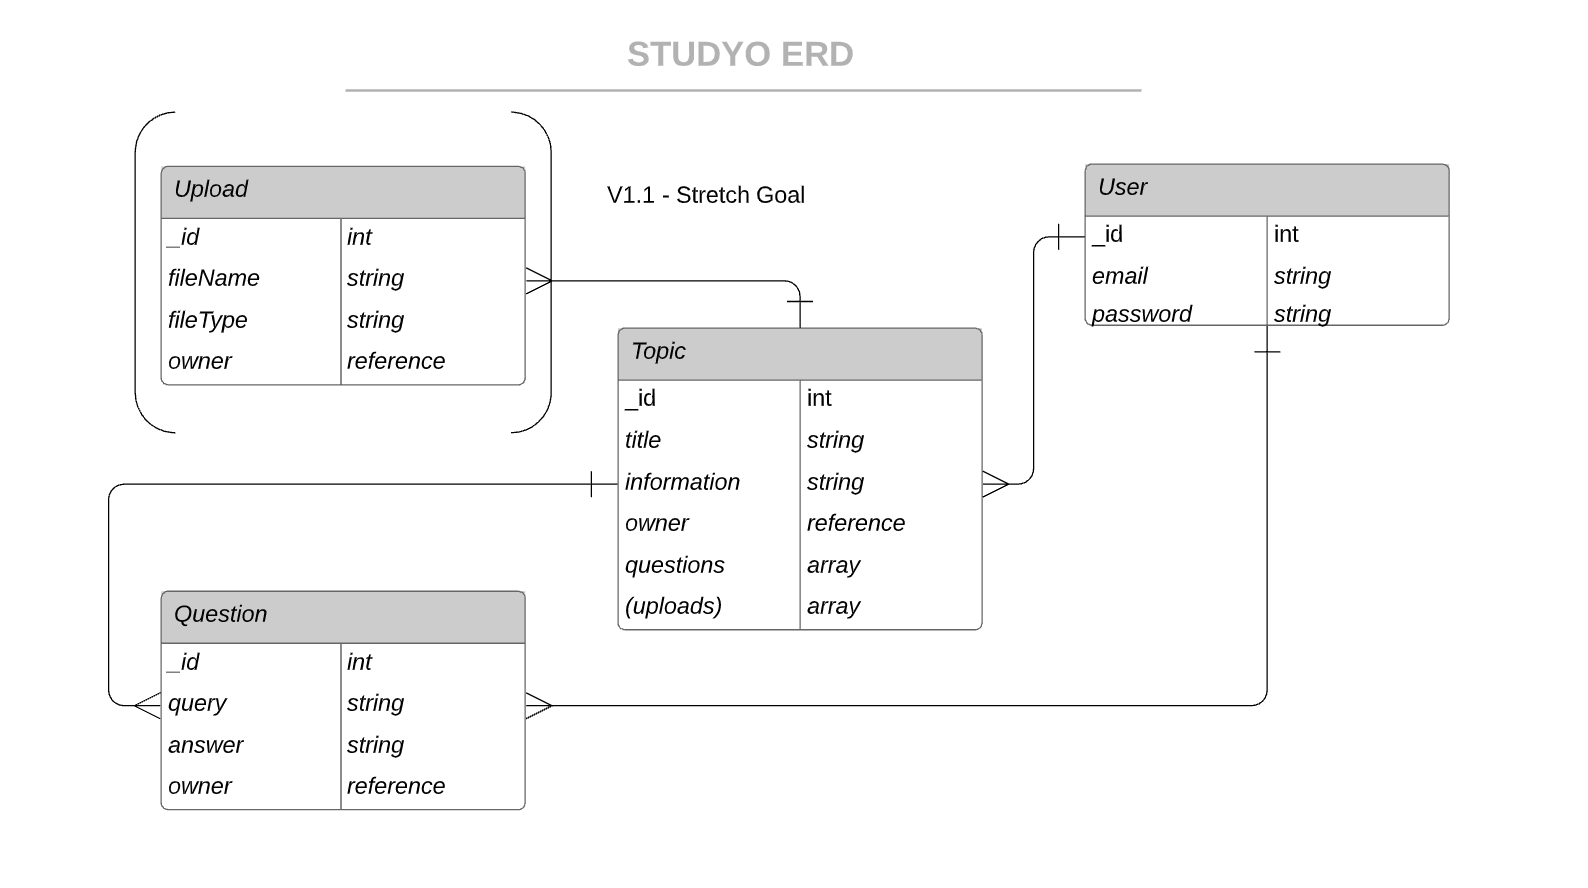 STUDYO ERD
Upload
_id int
fileName string
fileType string
owner reference
V1.1 - Stretch Goal
User
_id int
email string
password string
Topic
_id int
title string
information string
owner reference
questions array
(uploads) array
Question
_id int
query string
answer string
owner reference